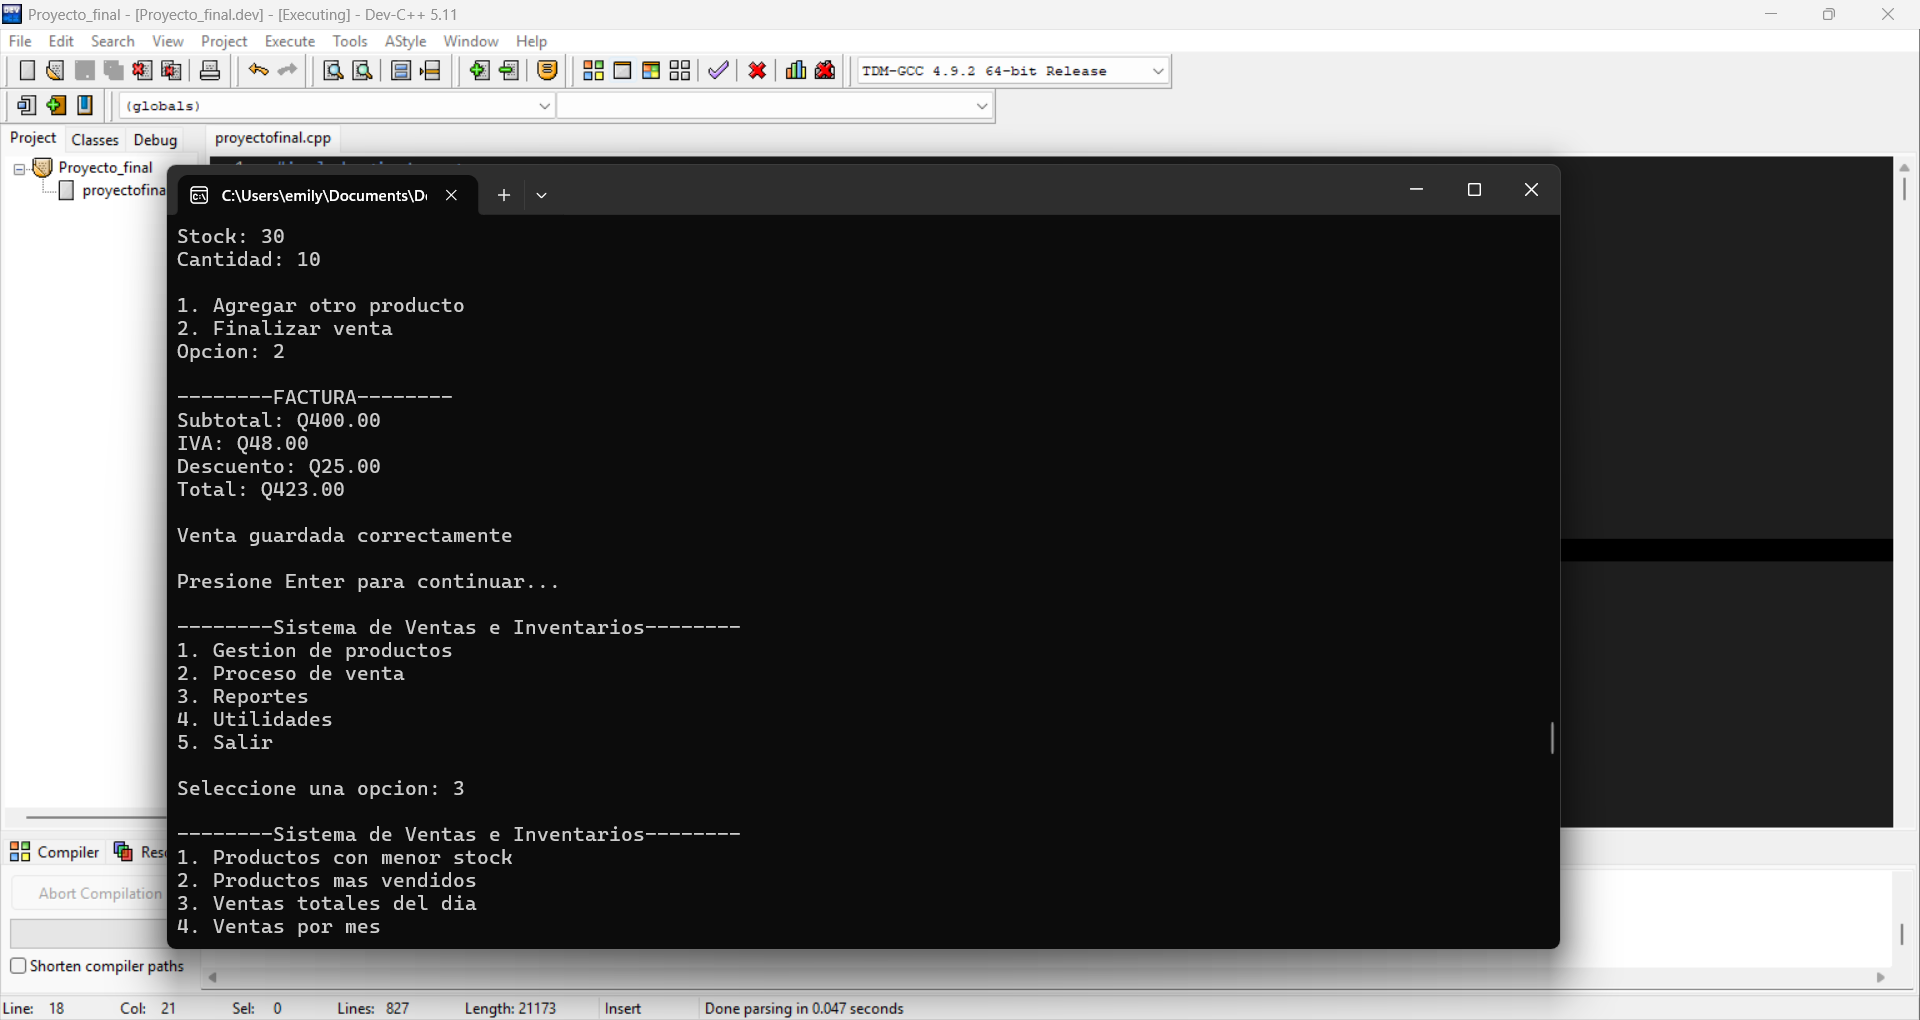 Proyecto_final - [Proyecto_final.dev] - [Executing] - Dev-C++ 5.11
File Edit Search View Project Execute Tools AStyle Window Help
TDM-GCC 4.9.2 64-bit Release
(globals)
Project Classes Debug proyectofinal.cpp
Proyecto_final
proyectofina
C:\Users\emily\Documents\D
Stock: 30
Cantidad: 10
1. Agregar otro producto
2. Finalizar venta
Opcion: 2
--------FACTURA--------
Subtotal: Q400.00
IVA: Q48.00
Descuento: Q25.00
Total: Q423.00
Venta guardada correctamente
Presione Enter para continuar...
--------Sistema de Ventas e Inventarios--------
1. Gestion de productos
2. Proceso de venta
3. Reportes
4. Utilidades
5. Salir
Seleccione una opcion: 3
--------Sistema de Ventas e Inventarios--------
1. Productos con menor stock
2. Productos mas vendidos
3. Ventas totales del dia
4. Ventas por mes
Compiler Res
Abort Compilation
Shorten compiler paths
Line: 18 Col: 21 Sel: 0 Lines: 827 Length: 21173 Insert Done parsing in 0.047 seconds